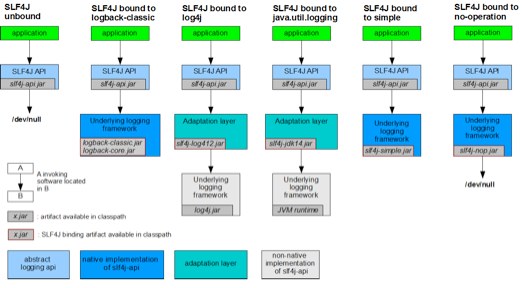 SLF4J
unbound
SLF4J bound to
logback-classic
SLF4J bound to
log4j
SLF4J bound to
java.util.logging
SLF4J bound
to simple
SLF4J bound to
no-operation
application
application
application
application
application
application
SLF4J API
slf4j-api.jar
SLF4J API
slf4j-api.jar
SLF4J API
slf4j-api.jar
SLF4J API
slf4j-api.jar
SLF4J API
slf4j-api.jar
SLF4J API
slf4j-api.jar
/dev/null
Underlying logging
framework
logback-classic.jar
logback-core.jar
Adaptation layer
slf4j-log412.jar
Adaptation layer
slf4j-jdk14.jar
Underlying logging
framework
slf4j-simple.jar
Underlying logging
framework
slf4j-nop.jar
/dev/null
Underlying
logging
framework
log4j.jar
Underlying
logging
framework
JVM runtime
A
B
A invoking
software located
in B
x.jar
: artifact available in classpath
x.jar
: SLF4J binding artifact available in classpath
abstract
logging api
native implementation
of slf4j-api
adaptation layer
non-native
implementation
of slf4j-api